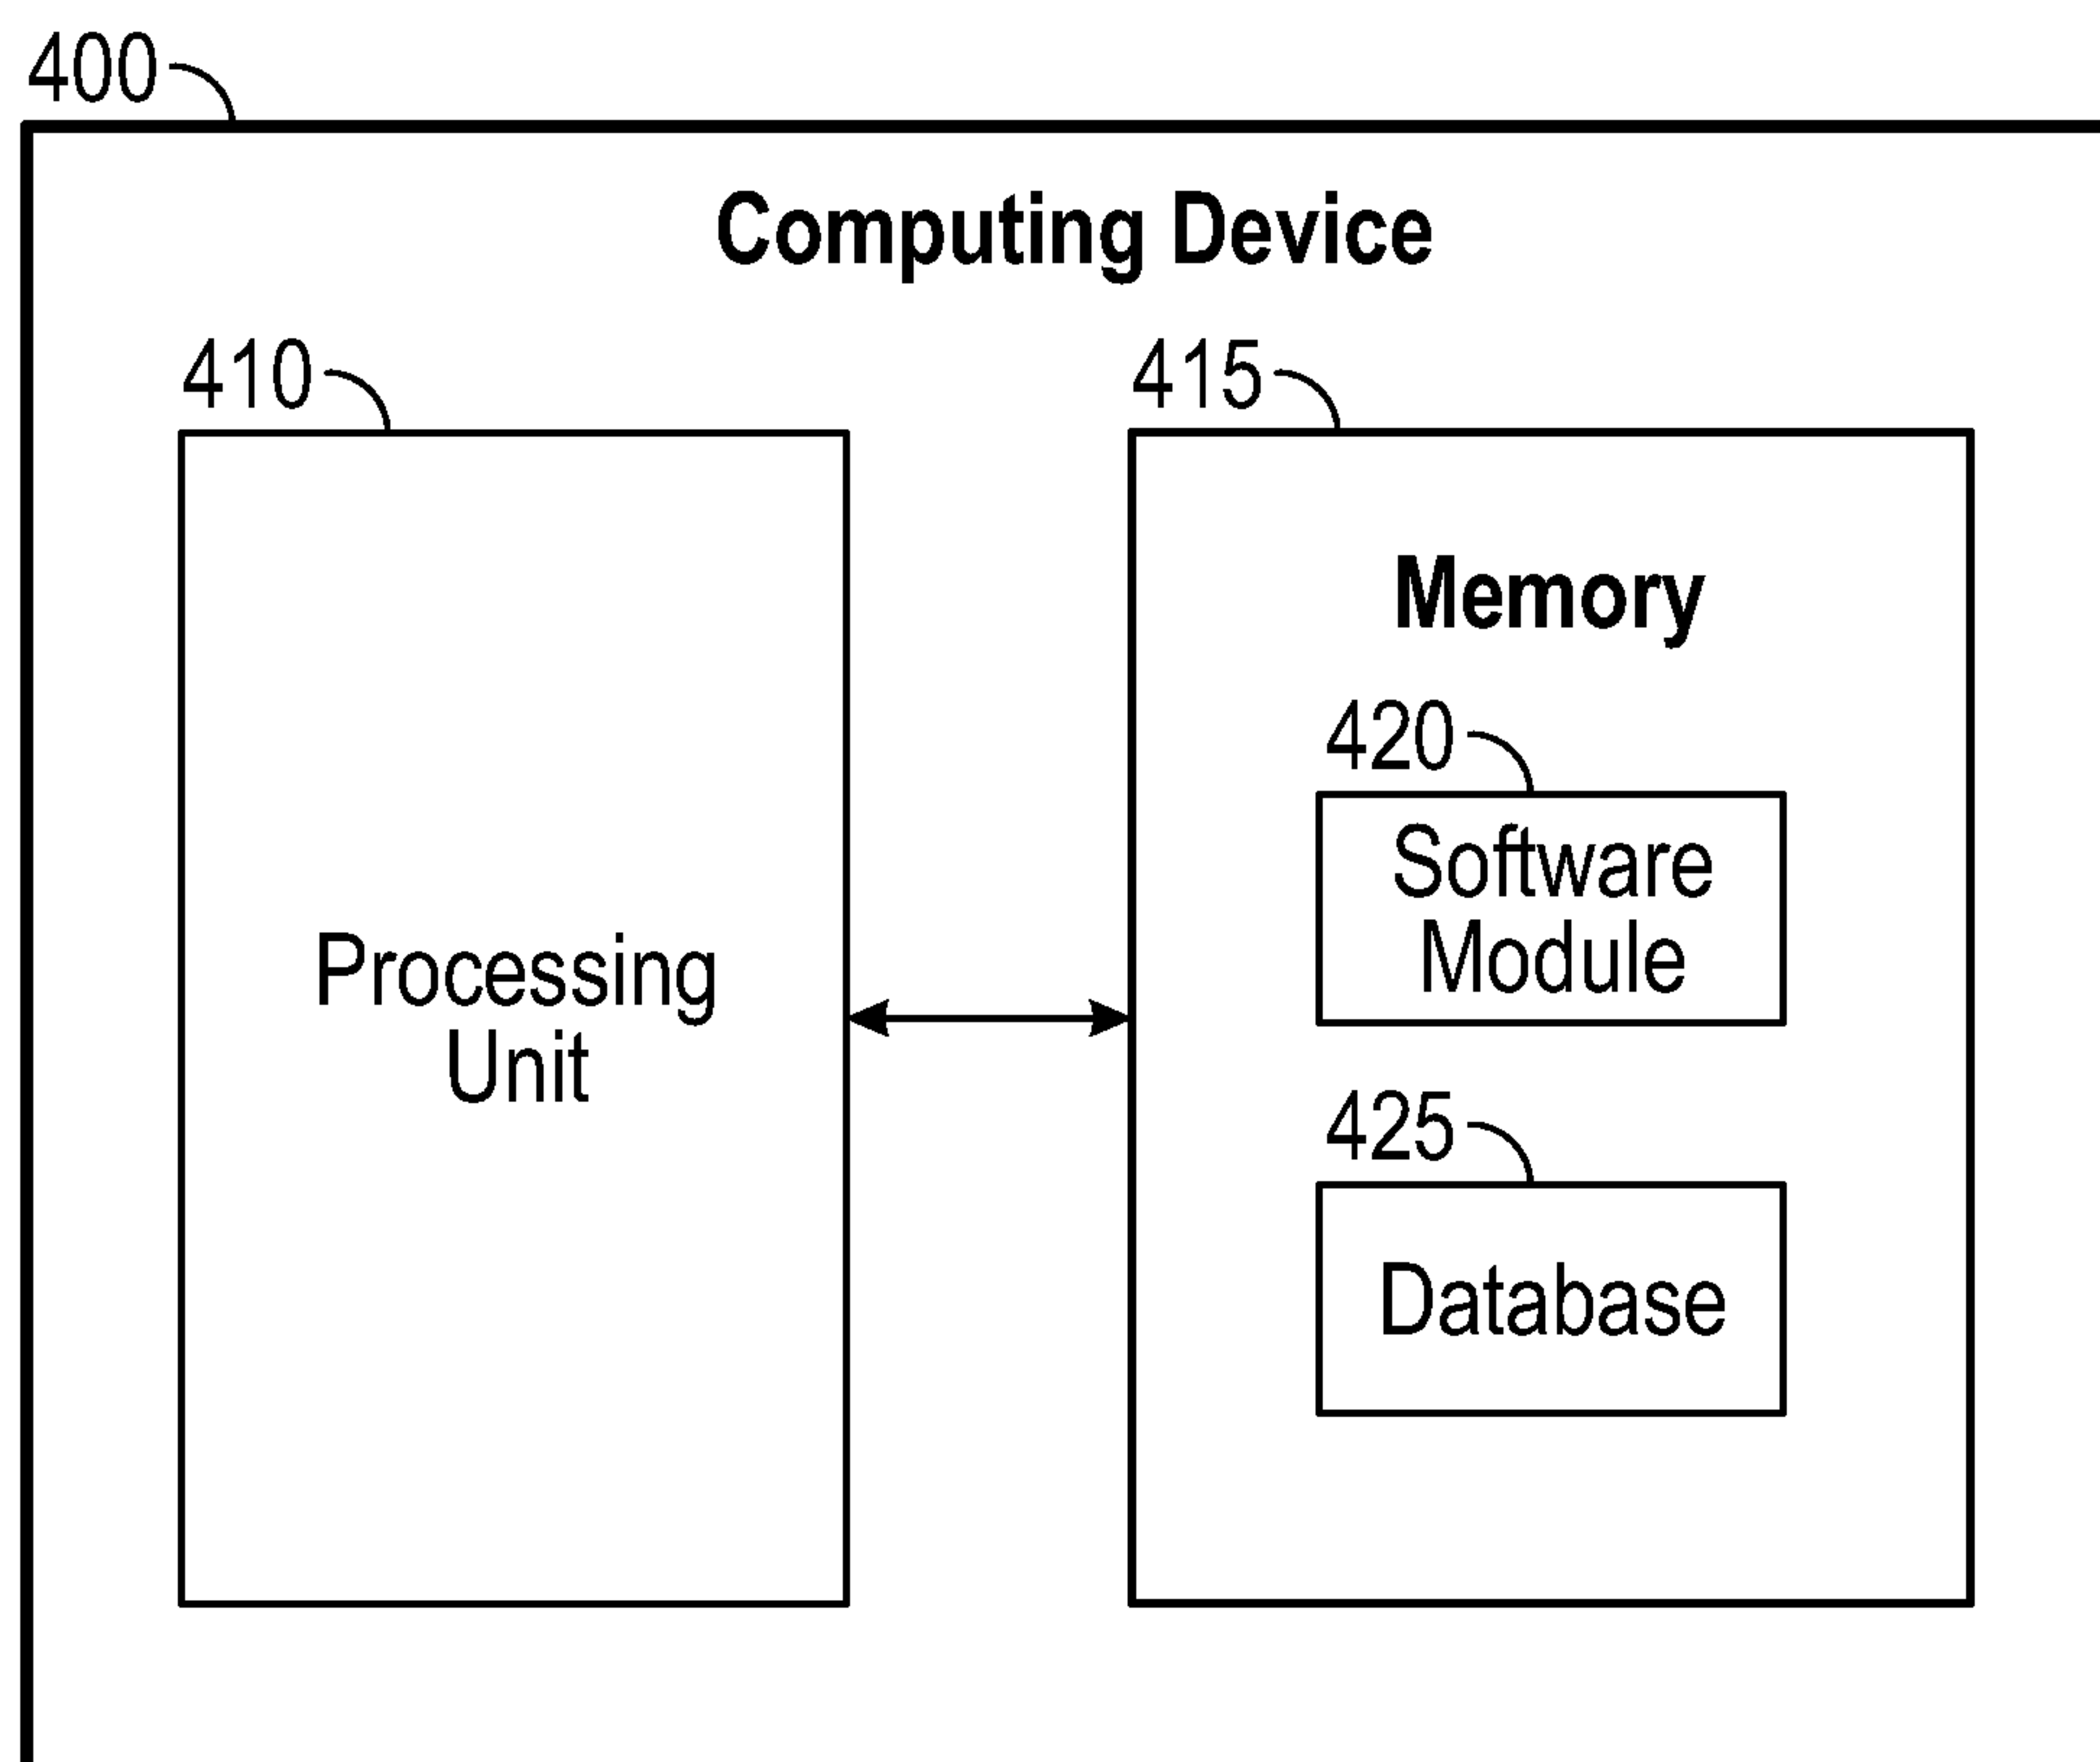 400
Computing Device
410
415
Memory
420
Software
Module
Processing
Unit
425
Database